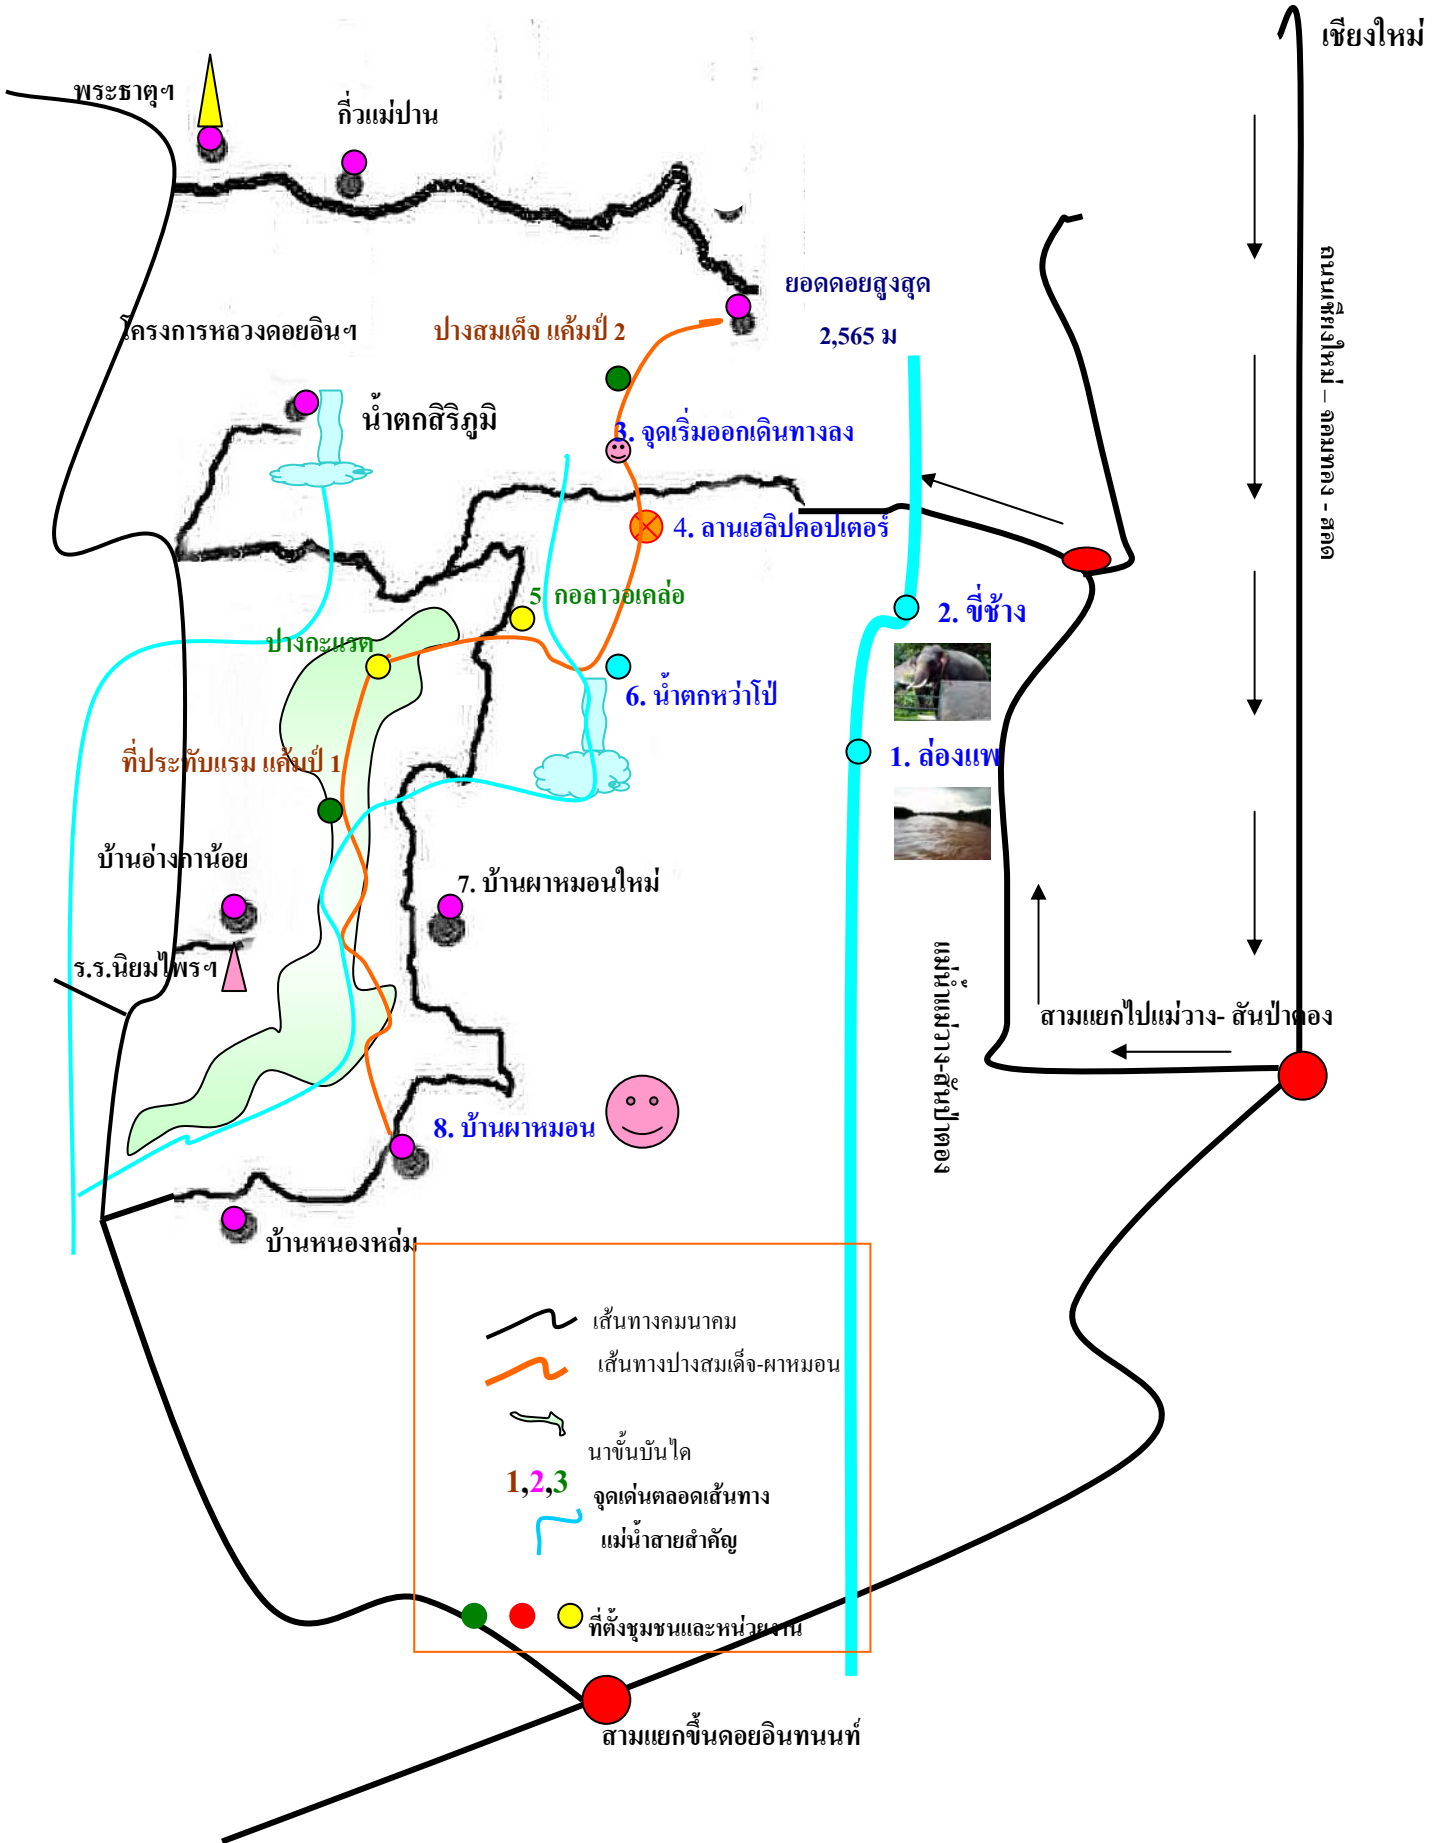 เชียงใหม่
พระธาตุฯ
กิ่วแม่ปาน
ถนนเชียงใหม่ – จอมทอง - ฮอด
ยอดดอยสูงสุด
2,565 ม
โครงการหลวงดอยอินฯ
ปางสมเด็จ แค้มป์ 2
น้ำตกสิริภูมิ
3. จุดเริ่มออกเดินทางลง
4. ลานเฮลิปคอปเตอร์
5. กอลาวอเคล่อ
2. ขี่ช้าง
ปางกะแรต
6. น้ำตกหว่าโป่
1. ล่องแพ
ที่ประทับแรม แค้มป์ 1
บ้านอ่างกาน้อย
7. บ้านผาหมอนใหม่
ร.ร.นิยมไพรฯ
แม่น้ำแม่วาง-สันป่าตอง
สามแยกไปแม่วาง- สันป่าตอง
8. บ้านผาหมอน
บ้านหนองหล่ม
เส้นทางคมนาคม
เส้นทางปางสมเด็จ-ผาหมอน
นาขั้นบันได
1,2,3
จุดเด่นตลอดเส้นทาง
แม่น้ำสายสำคัญ
ที่ตั้งชุมชนและหน่วยงาน
สามแยกขึ้นดอยอินทนนท์